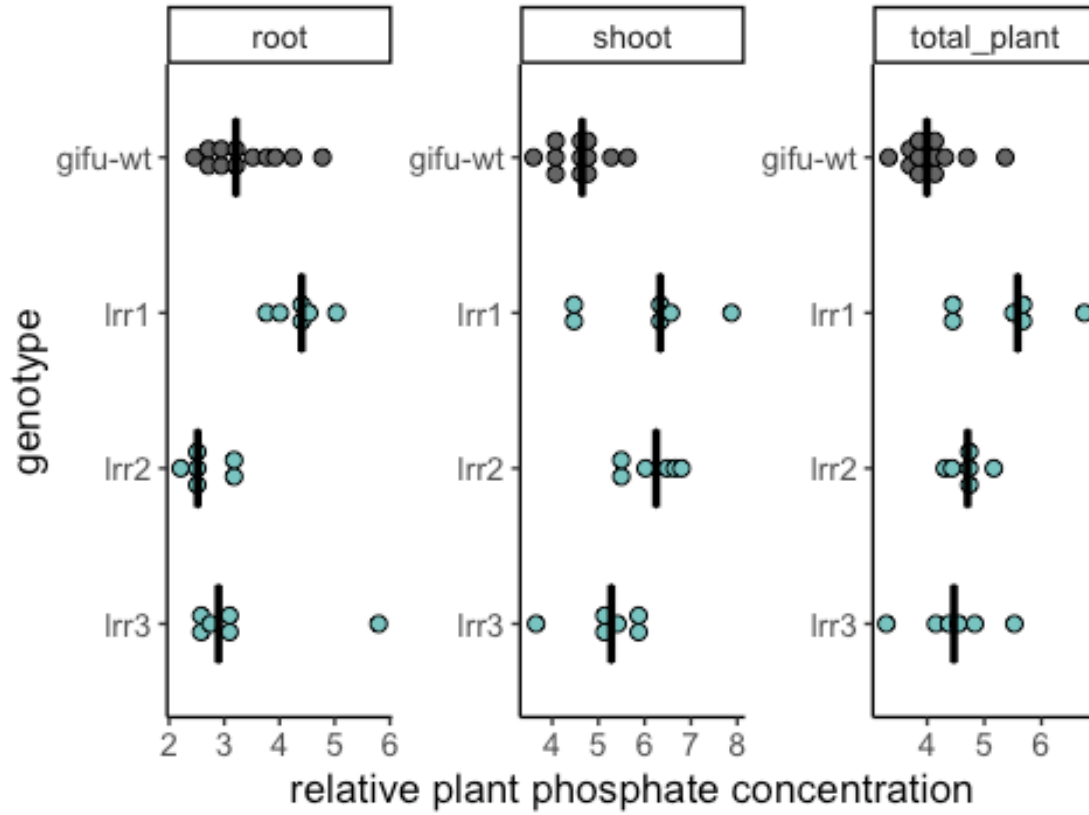 root shoot total_plant
gifu-wt gifu-wt gifu-wt
lrr1 lrr1 lrr1
lrr2 lrr2 lrr2
lrr3 lrr3 lrr3
genotype
2 3 4 5 6 4 5 6 7 8 4 5 6
relative plant phosphate concentration